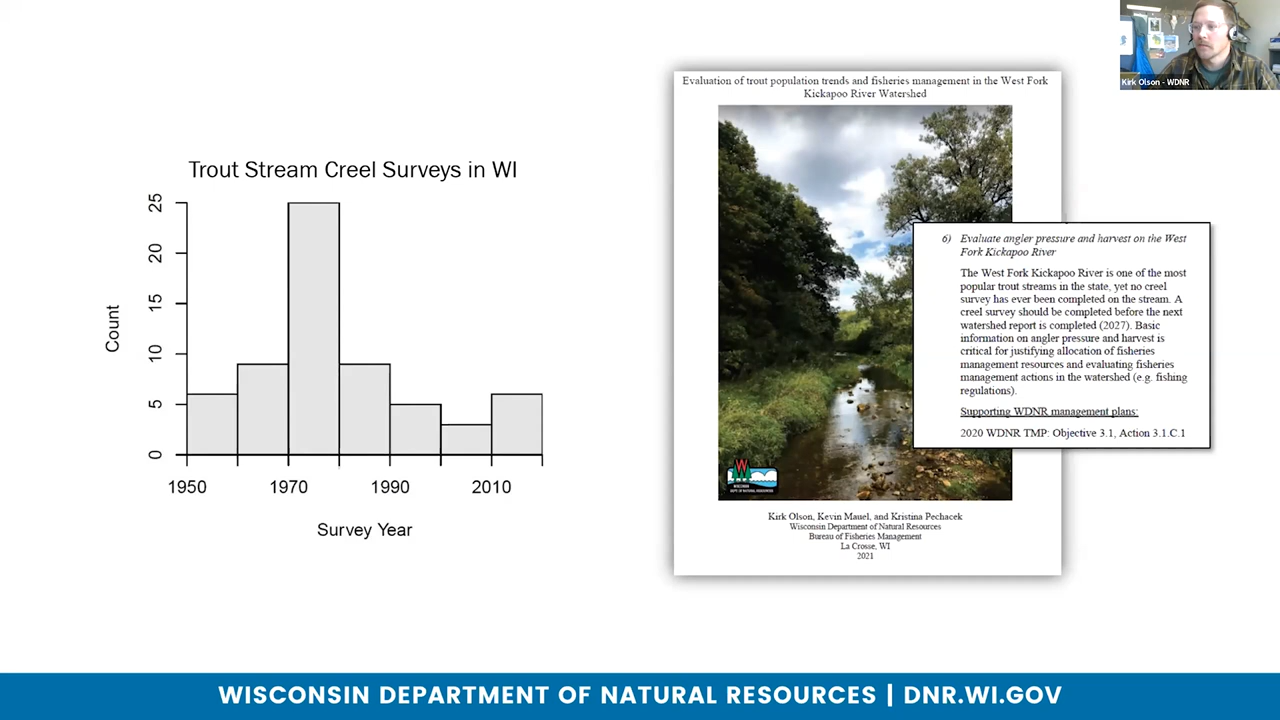 Kirk Olson - WDNR
Trout Stream Creel Surveys in WI
Count
25
20
15
10
5
0
1950
1970
1990
2010
Survey Year
Evaluation of trout population trends and fisheries management in the West Fork
Kickapoo River Watershed
6) Evaluate angler pressure and harvest on the West
Fork Kickapoo River
The West Fork Kickapoo River is one of the most
popular trout streams in the state, yet no creel
survey has ever been completed on the stream. A
creel survey should be completed before the next
watershed report is completed (2027). Basic
information on angler pressure and harvest is
critical for justifying allocation of fisheries
management resources and evaluating fisheries
management actions in the watershed (e.g. fishing
regulations).
Supporting WDNR management plans:
2020 WDNR TMP: Objective 3.1, Action 3.1.C.1
WISCONSIN
DEPT. OF NATURAL RESOURCES
Kirk Olson, Kevin Mauel, and Kristina Pechacek
Wisconsin Department of Natural Resources
Bureau of Fisheries Management
La Crosse, WI
2021
WISCONSIN DEPARTMENT OF NATURAL RESOURCES | DNR.WI.GOV